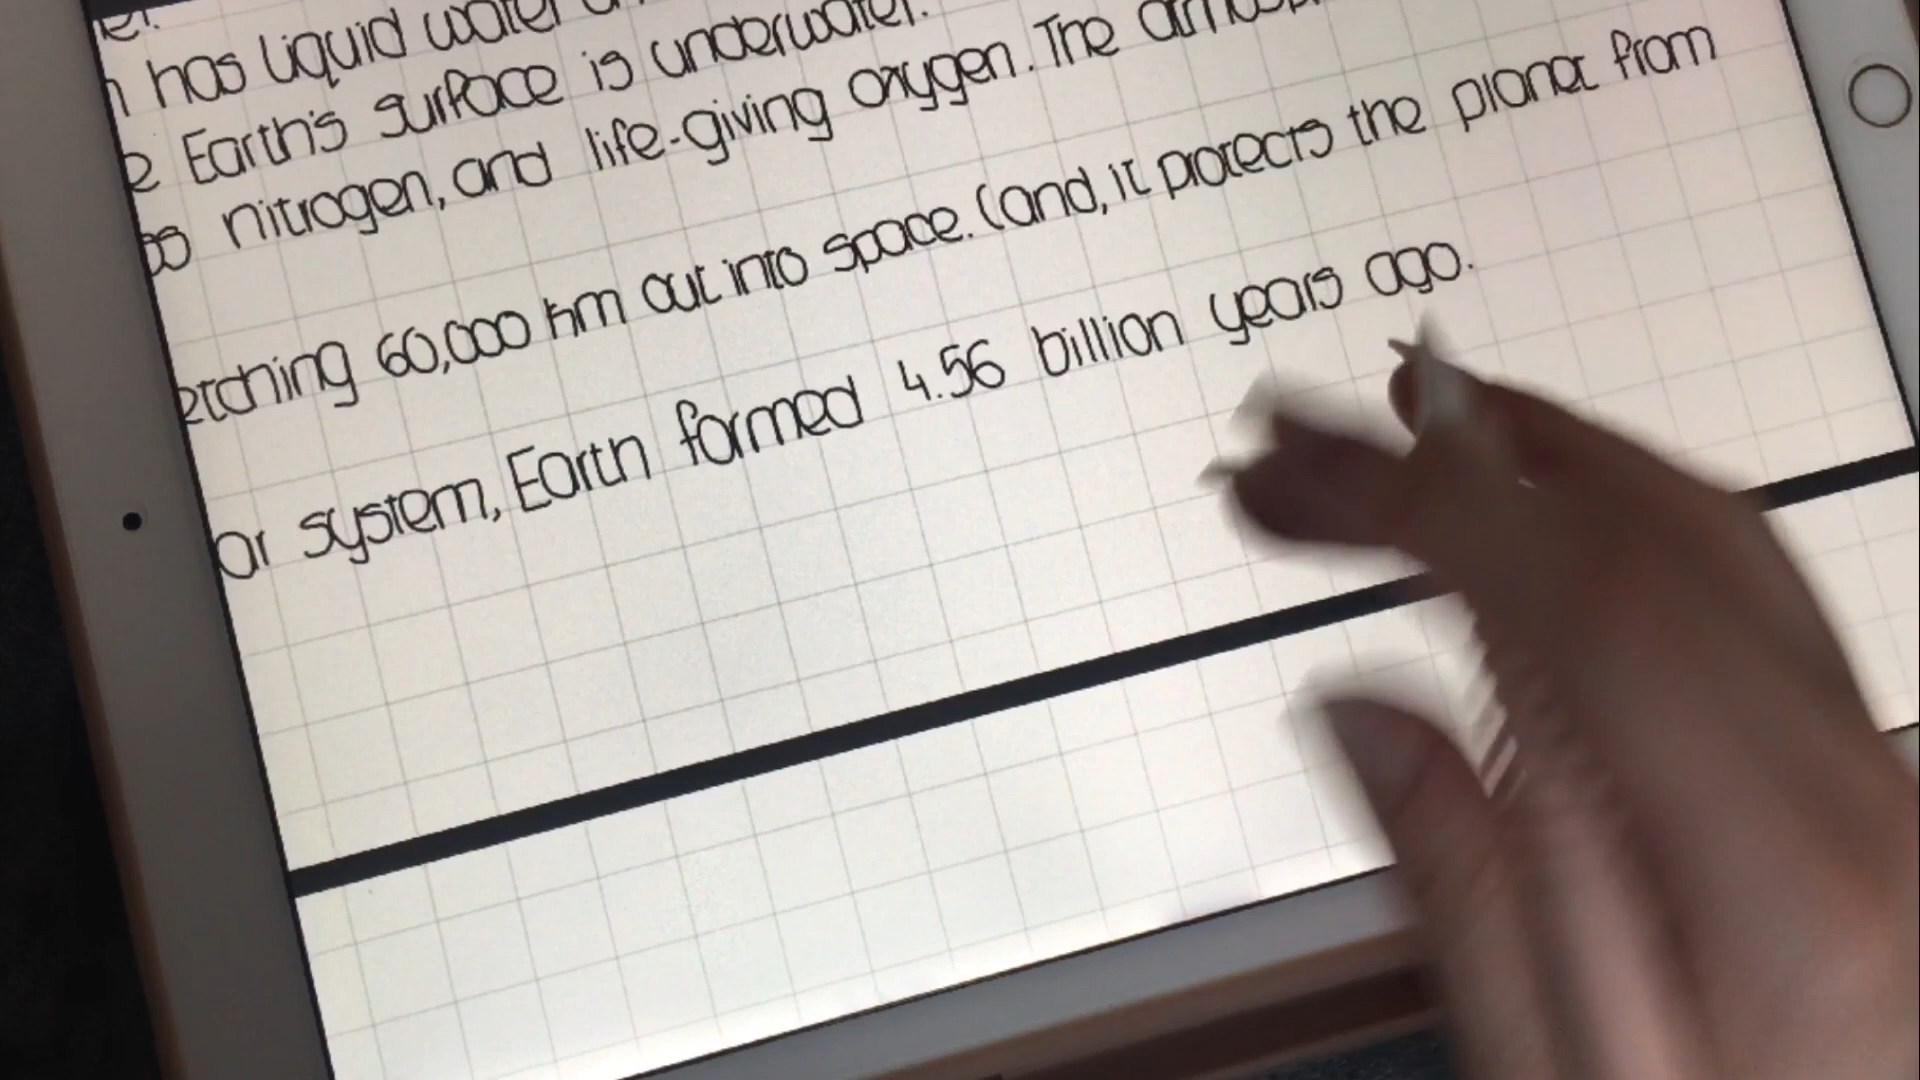 has liquid water
Earth's surface is underwater.
nitrogen, and life-giving oxygen. The
etching 60,000 km out into space. (and, it protects the planet from
ar system, Earth formed 4.56 billion years ago.